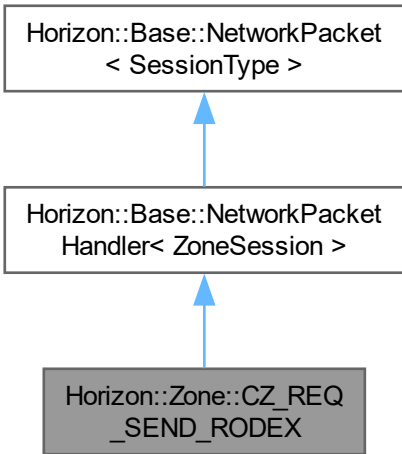 Horizon::Base::NetworkPacket
< SessionType >
Horizon::Base::NetworkPacket
Handler< ZoneSession >
Horizon::Zone::CZ_REQ
_SEND_RODEX